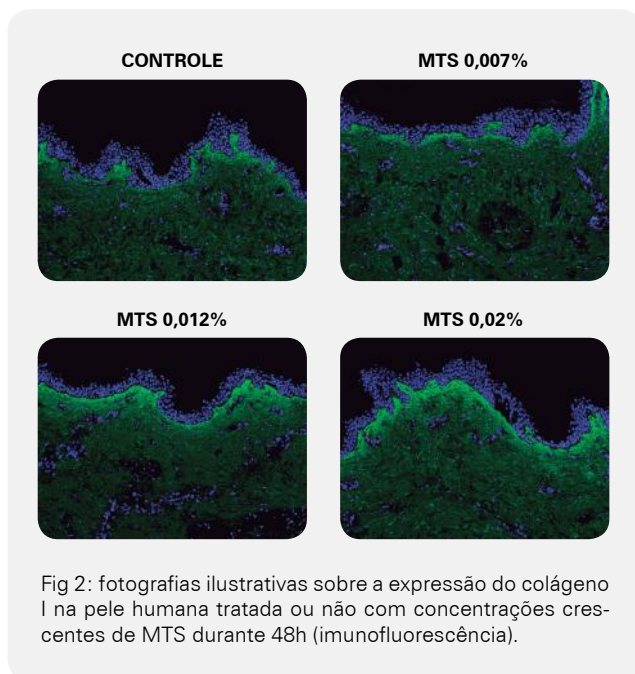 CONTROLE
MTS 0,007%
MTS 0,012%
MTS 0,02%
Fig 2: fotografias ilustrativas sobre a expressão do colágeno
I na pele humana tratada ou não com concentrações cres-
centes de MTS durante 48h (imunofluorescência).